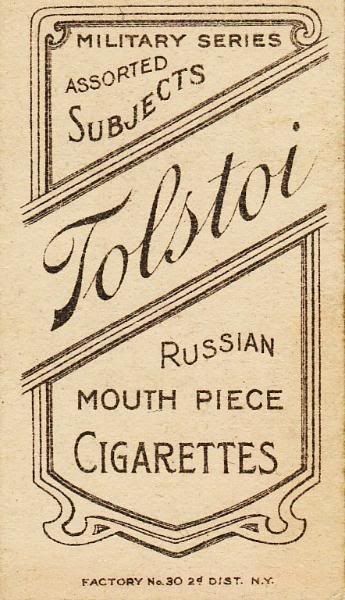 MILITARY SERIES
ASSORTED
SUBJECTS
Tolstoi
RUSSIAN
MOUTH PIECE
CIGARETTES
FACTORY No. 30 2d DIST. N.Y.